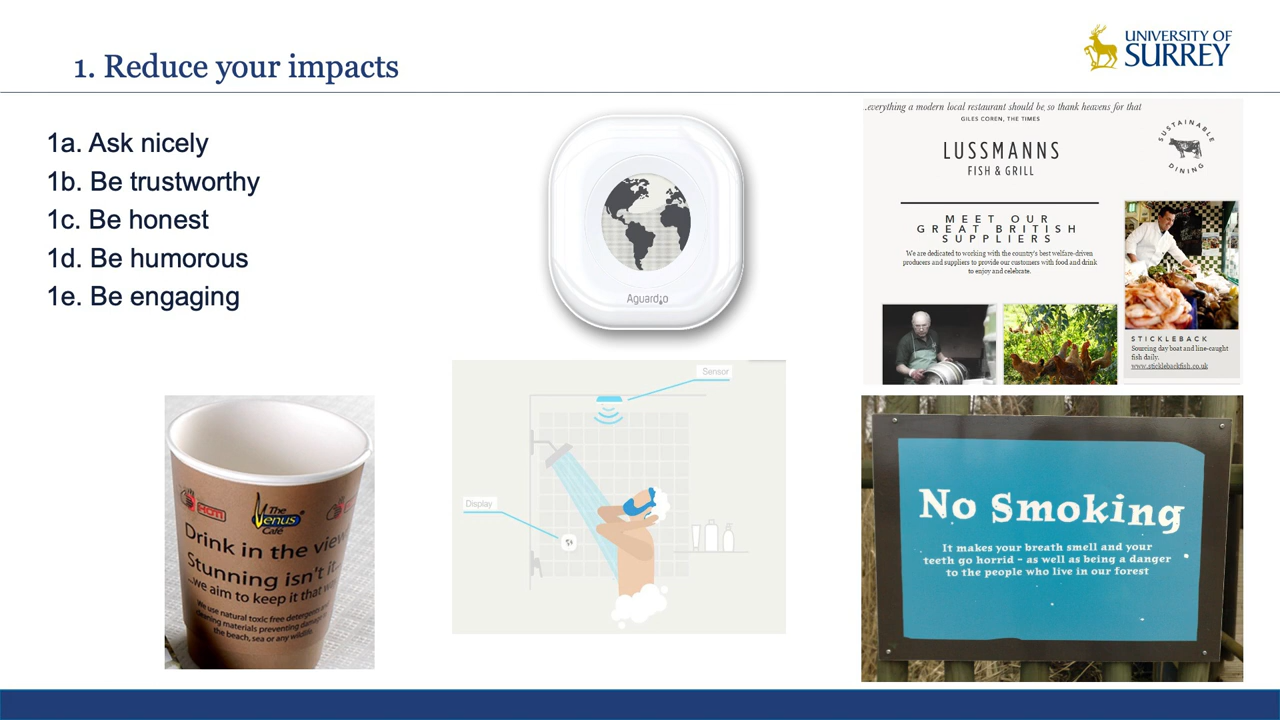 1. Reduce your impacts
UNIVERSITY OF
SURREY
1a. Ask nicely
1b. Be trustworthy
1c. Be honest
1d. Be humorous
1e. Be engaging
Aguardio
...everything a modern local restaurant should be, so thank heavens for that
GILES COREN, THE TIMES
SUSTAINABLE
DINING
LUSSMANNS
FISH & GRILL
MEET OUR
GREAT BRITISH
SUPPLIERS
We are dedicated to working with the country's best welfare-driven
producers and suppliers to provide our customers with food and drink
to enjoy and celebrate.
STICKLEBACK
Sourcing day boat and line-caught
fish daily.
www.sticklebackfish.co.uk
Sensor
Display
HOT!
The
Venus
Café
Drink in the view
Stunning isn't it...
...we aim to keep it that
We use natural toxic free detergents
cleaning materials preventing damage
the beach, sea or any wildlife.
No Smoking
It makes your breath smell and your
teeth go horrid - as well as being a danger
to the people who live in our forest